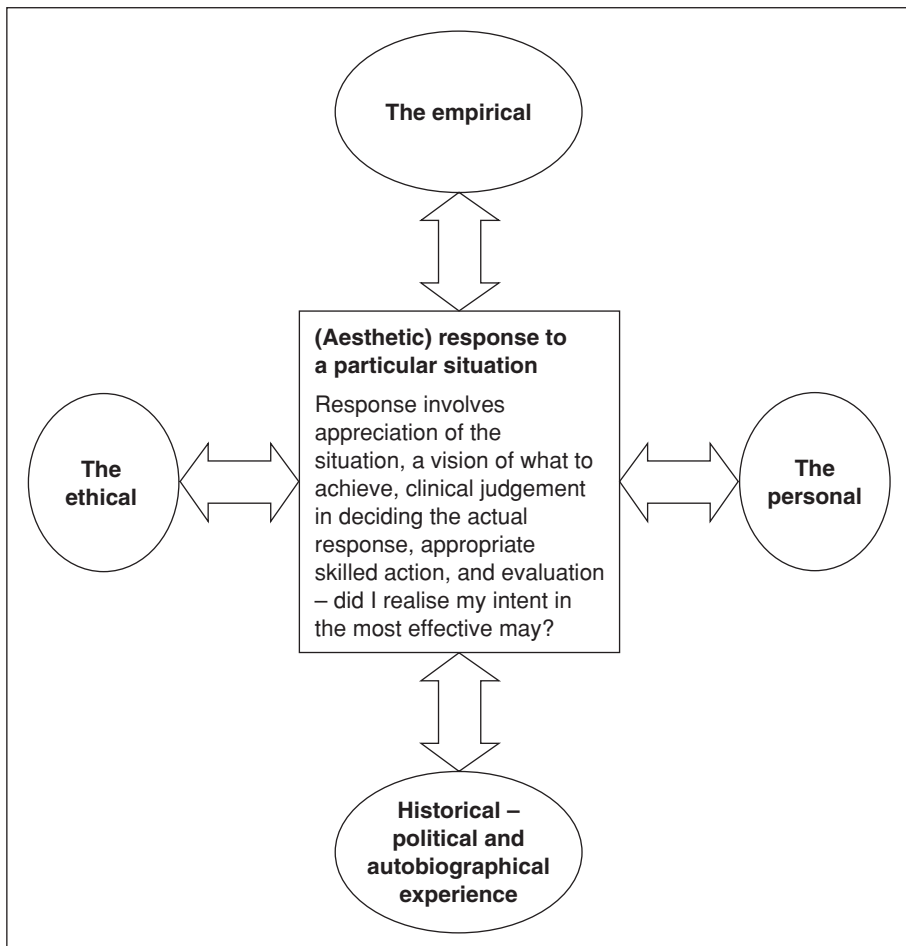 The empirical
(Aesthetic) response to
a particular situation
Response involves
appreciation of the
situation, a vision of what to
achieve, clinical judgement
in deciding the actual
response, appropriate
skilled action, and evaluation
– did I realise my intent in
the most effective may?
The
ethical
The
personal
Historical –
political and
autobiographical
experience